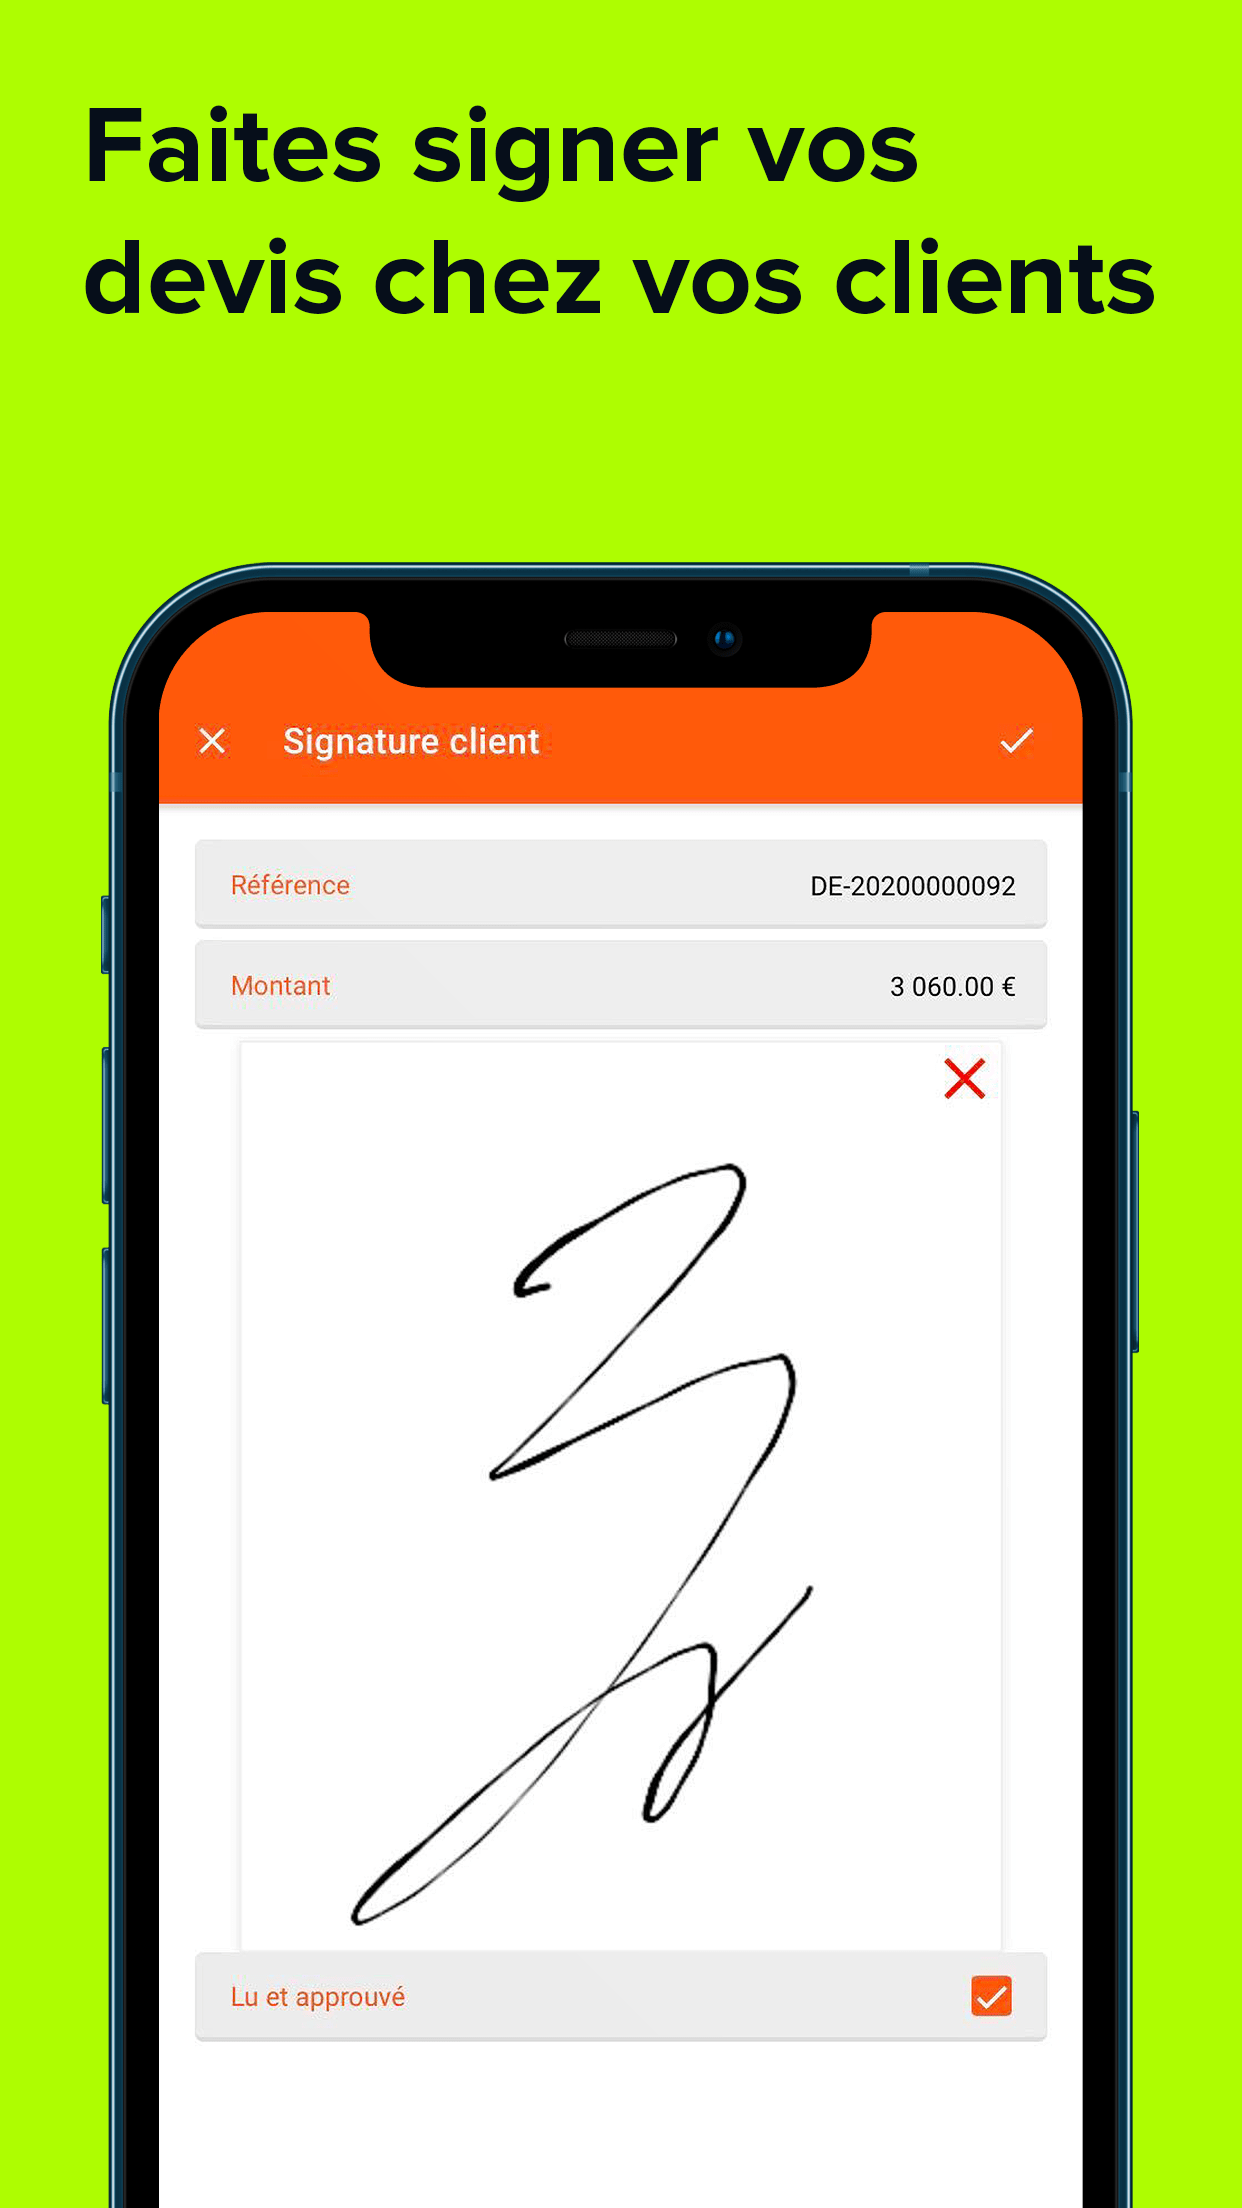 Faites signer vos
devis chez vos clients
Signature client
Référence DE-20200000092
Montant 3 060.00 €
Lu et approuvé